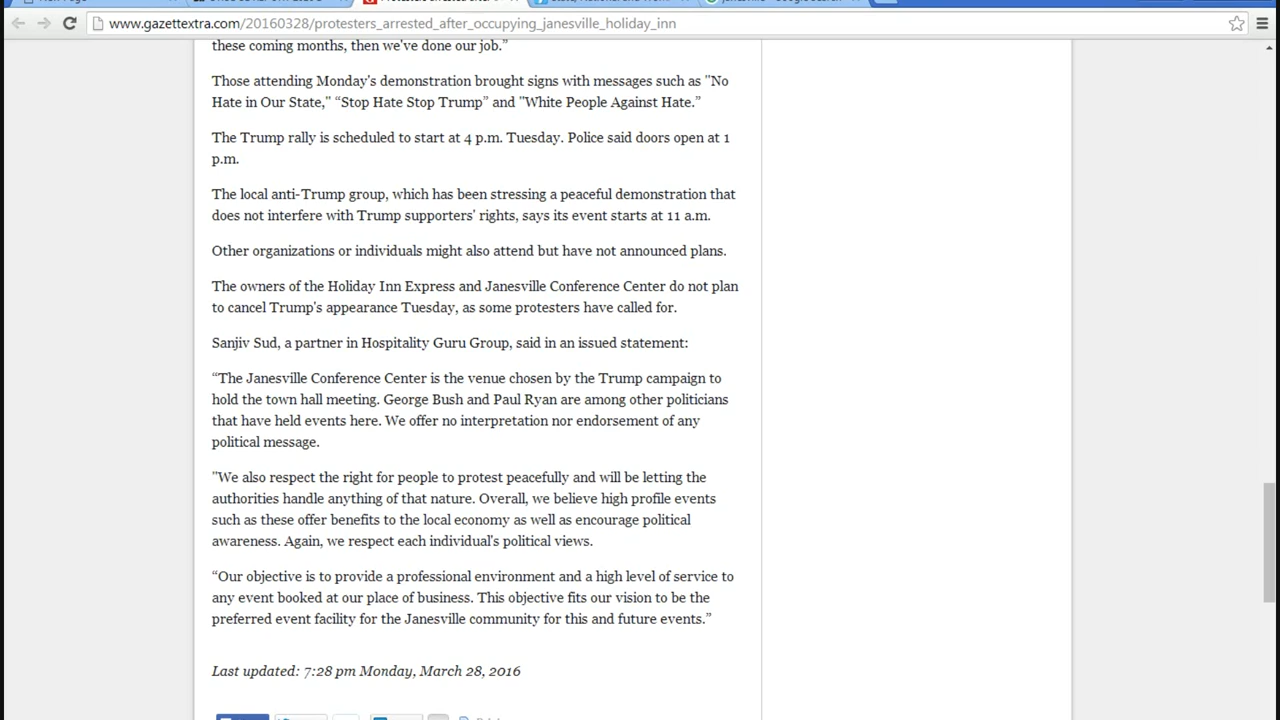 www.gazettextra.com/20160328/protesters_arrested_after_occupying_janesville_holiday_inn
these coming months, then we've done our job.”
Those attending Monday's demonstration brought signs with messages such as "No
Hate in Our State," “Stop Hate Stop Trump” and "White People Against Hate.”
The Trump rally is scheduled to start at 4 p.m. Tuesday. Police said doors open at 1
p.m.
The local anti-Trump group, which has been stressing a peaceful demonstration that
does not interfere with Trump supporters' rights, says its event starts at 11 a.m.
Other organizations or individuals might also attend but have not announced plans.
The owners of the Holiday Inn Express and Janesville Conference Center do not plan
to cancel Trump's appearance Tuesday, as some protesters have called for.
Sanjiv Sud, a partner in Hospitality Guru Group, said in an issued statement:
“The Janesville Conference Center is the venue chosen by the Trump campaign to
hold the town hall meeting. George Bush and Paul Ryan are among other politicians
that have held events here. We offer no interpretation nor endorsement of any
political message.
"We also respect the right for people to protest peacefully and will be letting the
authorities handle anything of that nature. Overall, we believe high profile events
such as these offer benefits to the local economy as well as encourage political
awareness. Again, we respect each individual's political views.
“Our objective is to provide a professional environment and a high level of service to
any event booked at our place of business. This objective fits our vision to be the
preferred event facility for the Janesville community for this and future events.”
Last updated: 7:28 pm Monday, March 28, 2016